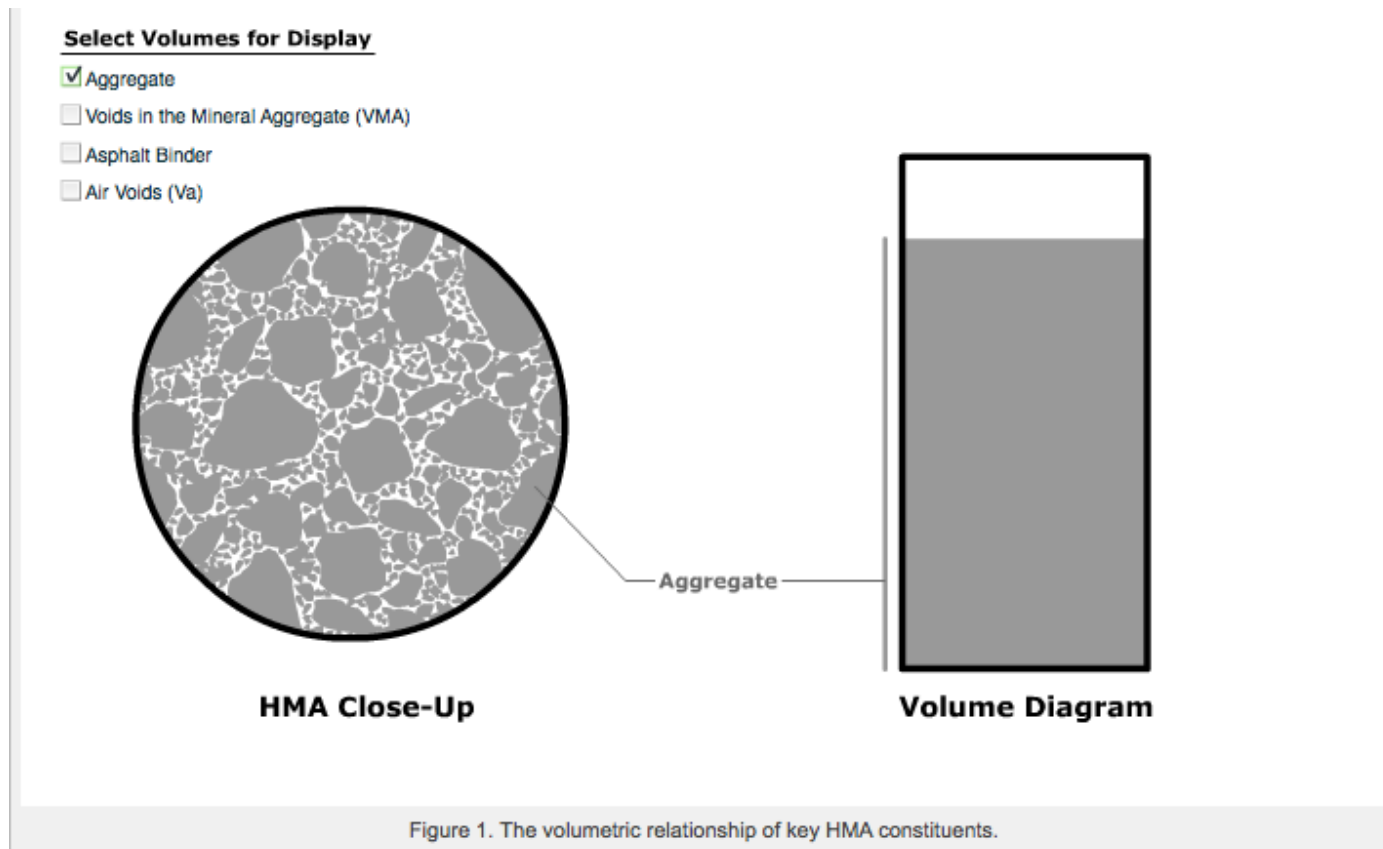 Select Volumes for Display
Aggregate
Voids in the Mineral Aggregate (VMA)
Asphalt Binder
Air Voids (Va)
Aggregate
HMA Close-Up
Volume Diagram
Figure 1. The volumetric relationship of key HMA constituents.